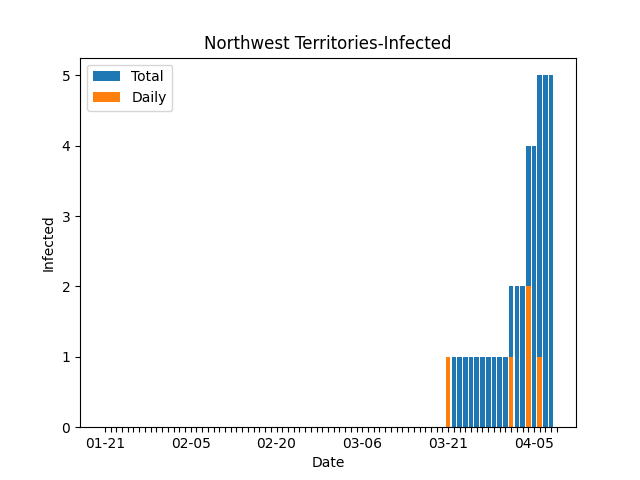 Northwest Territories-Infected
Total
Daily
5
4
3
2
1
0
Infected
01-21 02-05 02-20 03-06 03-21 04-05
Date